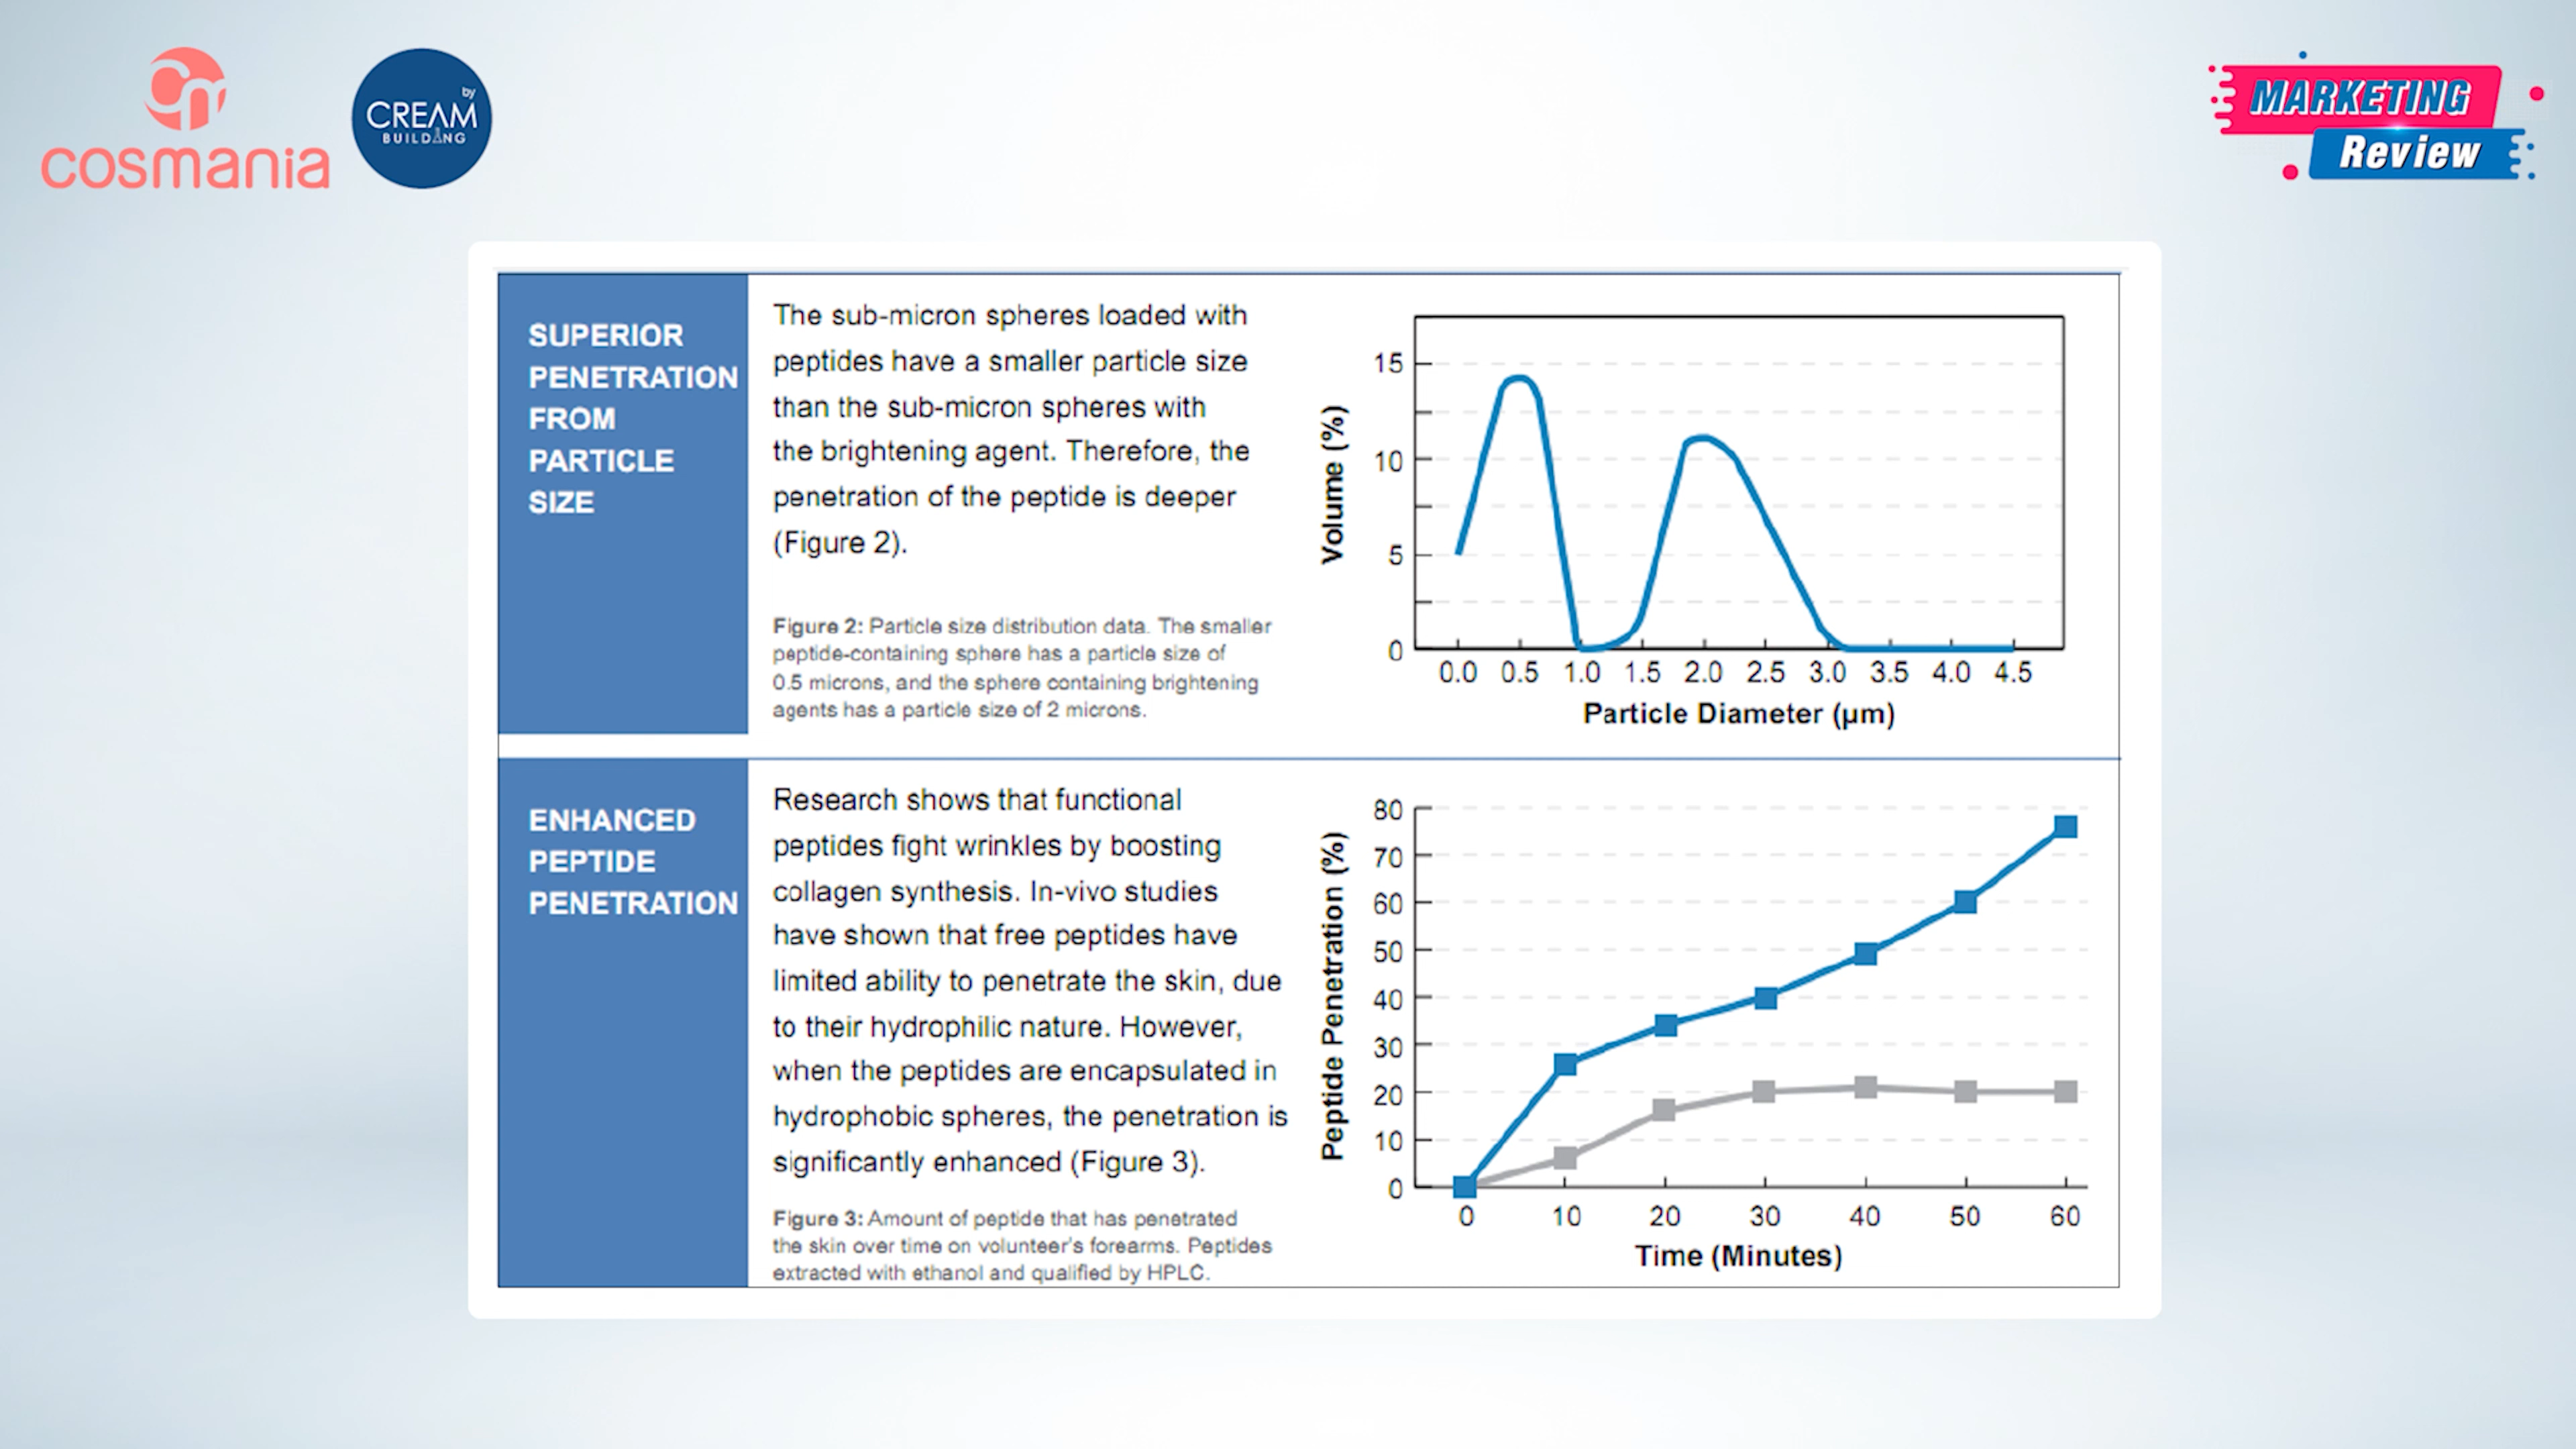 cosmania
by
CREAM
BUILDING
MARKETING
Review
SUPERIOR
PENETRATION
FROM
PARTICLE
SIZE
The sub-micron spheres loaded with
peptides have a smaller particle size
than the sub-micron spheres with
the brightening agent. Therefore, the
penetration of the peptide is deeper
(Figure 2).
Figure 2: Particle size distribution data. The smaller
peptide-containing sphere has a particle size of
0.5 microns, and the sphere containing brightening
agents has a particle size of 2 microns.
Volume (%)
15
10
5
0
0.0 0.5 1.0 1.5 2.0 2.5 3.0 3.5 4.0 4.5
Particle Diameter (µm)
ENHANCED
PEPTIDE
PENETRATION
Research shows that functional
peptides fight wrinkles by boosting
collagen synthesis. In-vivo studies
have shown that free peptides have
limited ability to penetrate the skin, due
to their hydrophilic nature. However,
when the peptides are encapsulated in
hydrophobic spheres, the penetration is
significantly enhanced (Figure 3).
Figure 3: Amount of peptide that has penetrated
the skin over time on volunteer's forearms. Peptides
extracted with ethanol and qualified by HPLC.
Peptide Penetration (%)
80
70
60
50
40
30
20
10
0
0 10 20 30 40 50 60
Time (Minutes)